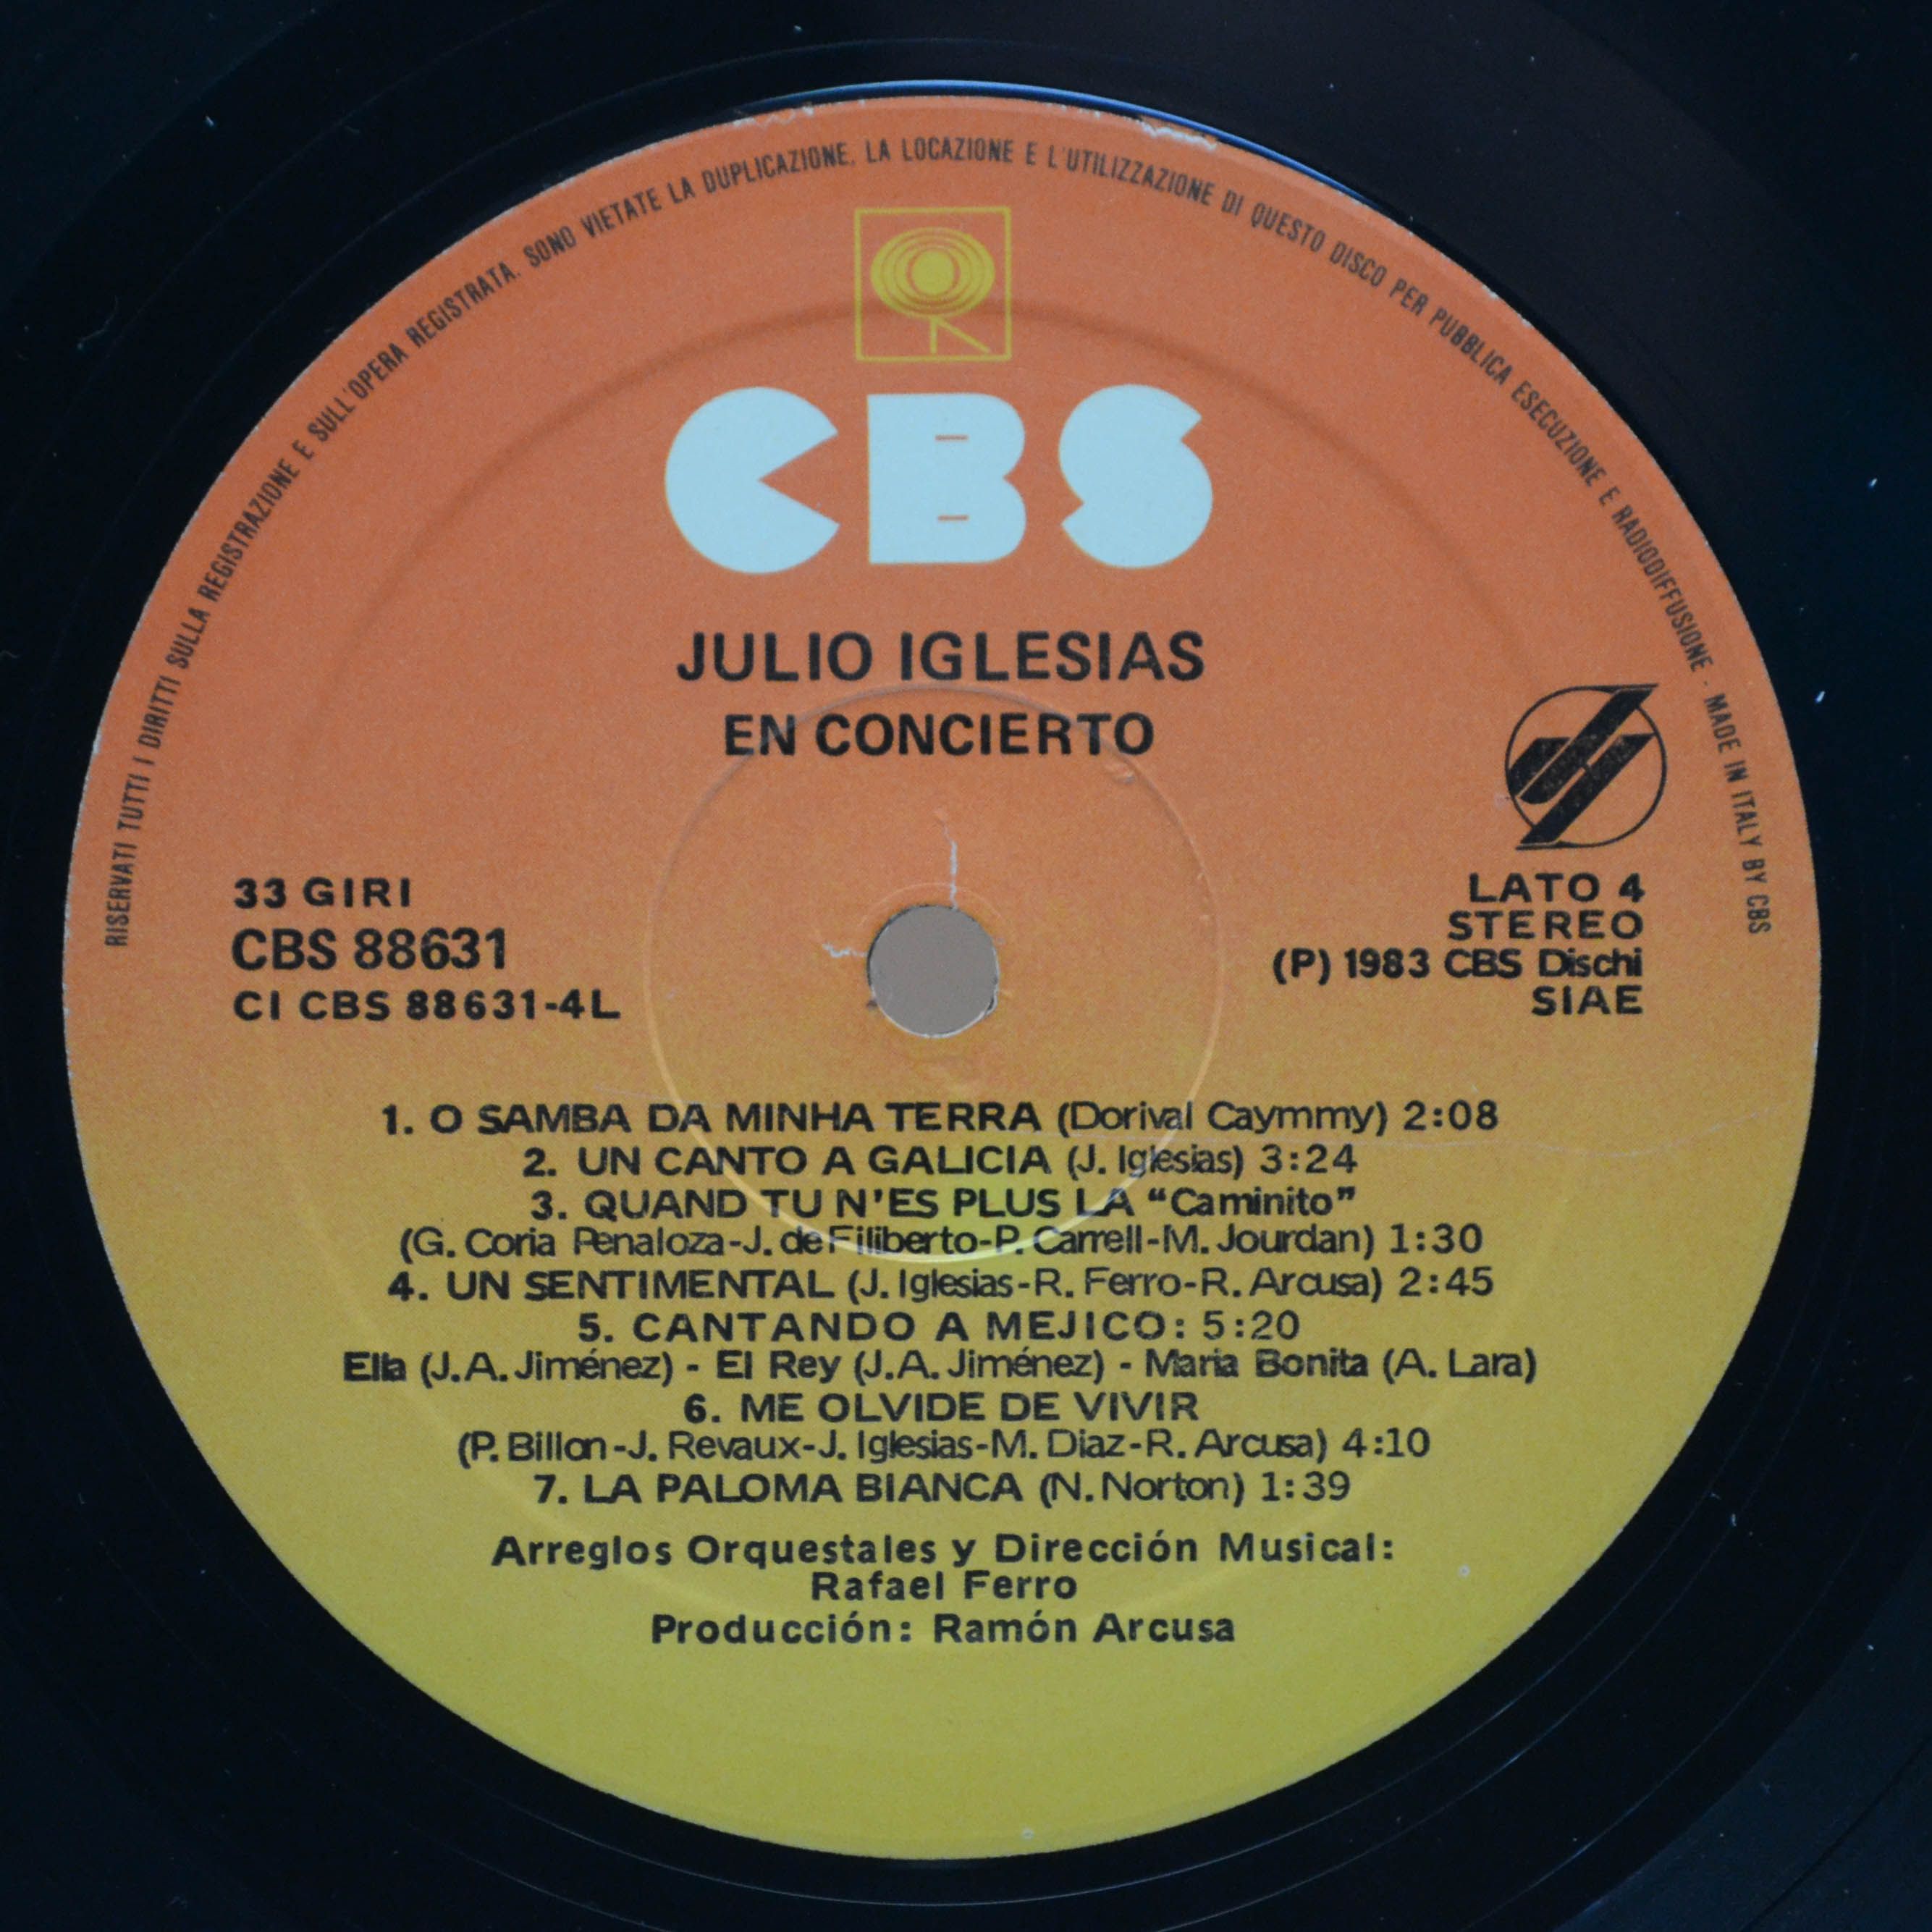 RISERVATI TUTTI I DIRITTI SULLA REGISTRAZIONE E SULL'OPERA REGISTRATA. SONO VIETATE LA DUPLICAZIONE, LA LOCAZIONE E L'UTILIZZAZIONE DI QUESTO DISCO PER PUBBLICA ESECUZIONE E RADIODIFFUSIONE · MADE IN ITALY BY CBS
CBS
JULIO IGLESIAS
EN CONCIERTO
33 GIRI
CBS 88631
CI CBS 88631-4L
LATO 4
STEREO
(P) 1983 CBS Dischi
SIAE
1. O SAMBA DA MINHA TERRA (Dorival Caymmy) 2:08
2. UN CANTO A GALICIA (J. Iglesias) 3:24
3. QUAND TU N'ES PLUS LA “Caminito”
(G. Coria Penaloza-J. de Filiberto-P. Carrell-M. Jourdan) 1:30
4. UN SENTIMENTAL (J. Iglesias-R. Ferro-R. Arcusa) 2:45
5. CANTANDO A MEJICO: 5:20
Ella (J.A. Jiménez) - El Rey (J.A. Jiménez) - Maria Bonita (A. Lara)
6. ME OLVIDE DE VIVIR
(P. Billon-J. Revaux-J. Iglesias-M. Diaz-R. Arcusa) 4:10
7. LA PALOMA BIANCA (N. Norton) 1:39
Arreglos Orquestales y Dirección Musical:
Rafael Ferro
Producción: Ramón Arcusa